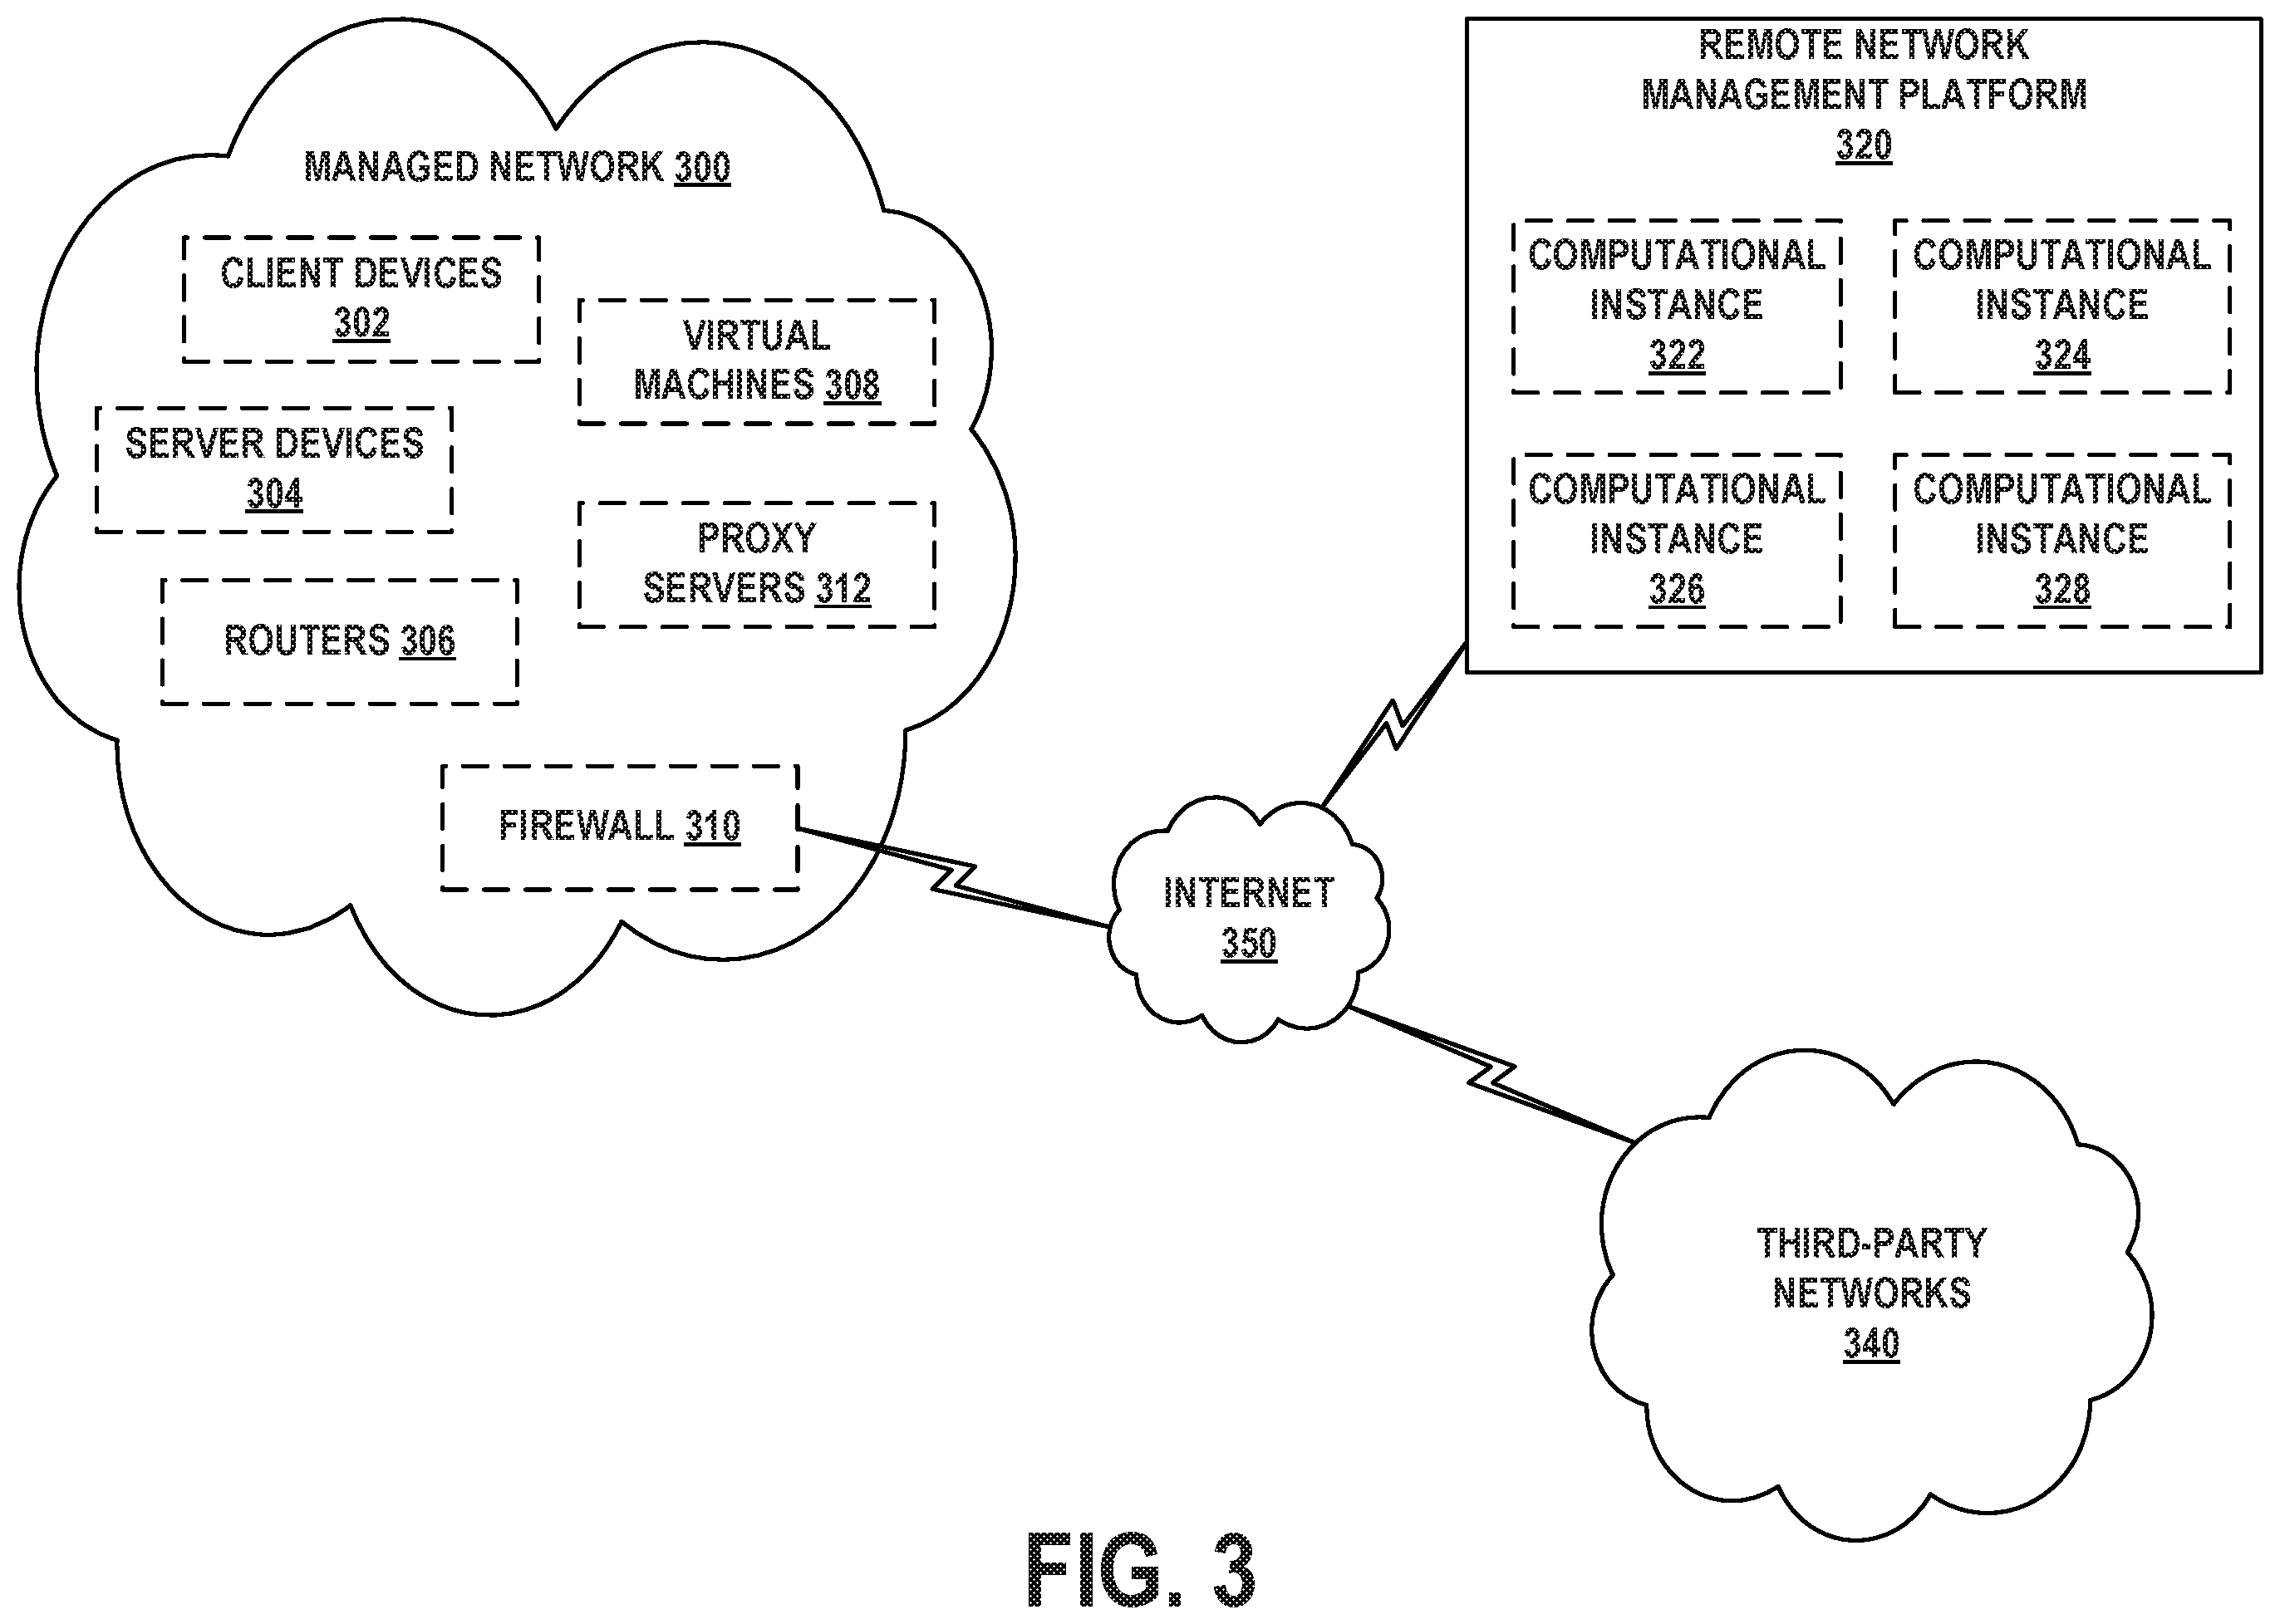 MANAGED NETWORK 300
CLIENT DEVICES
302
VIRTUAL
MACHINES 308
SERVER DEVICES
304
PROXY
SERVERS 312
ROUTERS 306
FIREWALL 310
REMOTE NETWORK
MANAGEMENT PLATFORM
320
COMPUTATIONAL
INSTANCE
322
COMPUTATIONAL
INSTANCE
324
COMPUTATIONAL
INSTANCE
326
COMPUTATIONAL
INSTANCE
328
INTERNET
350
THIRD-PARTY
NETWORKS
340
FIG. 3